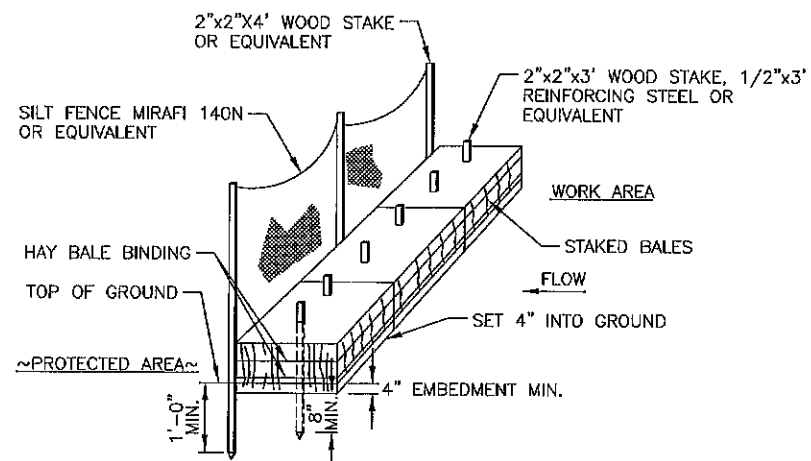 2"x2"X4' WOOD STAKE
OR EQUIVALENT
2"x2"x3' WOOD STAKE, 1/2"x3'
REINFORCING STEEL OR
EQUIVALENT
SILT FENCE MIRAFI 140N
OR EQUIVALENT
WORK AREA
STAKED BALES
HAY BALE BINDING
FLOW
TOP OF GROUND
SET 4" INTO GROUND
~PROTECTED AREA~
4" EMBEDMENT MIN.
1'-0"
MIN.
8"
MIN.